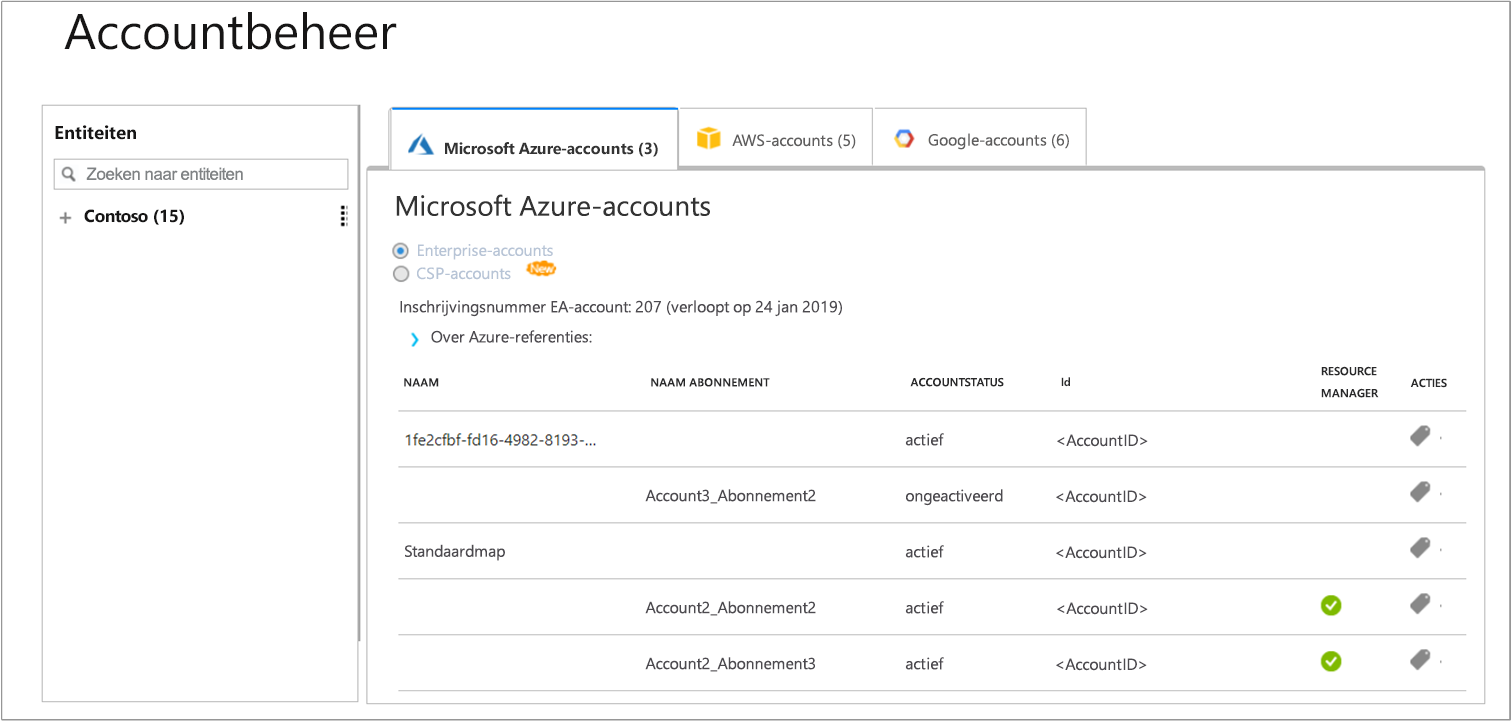 Accountbeheer
Entiteiten
Zoeken naar entiteiten
Contoso (15)
Microsoft Azure-accounts (3)
AWS-accounts (5)
Google-accounts (6)
Microsoft Azure-accounts
Enterprise-accounts
CSP-accounts New
Inschrijvingsnummer EA-account: 207 (verloopt op 24 jan 2019)
Over Azure-referenties:
NAAM NAAM ABONNEMENT ACCOUNTSTATUS Id RESOURCE MANAGER ACTIES
1fe2cfbf-fd16-4982-8193-... actief <AccountID>
Account3_Abonnement2 ongeactiveerd <AccountID>
Standaardmap actief <AccountID>
Account2_Abonnement2 actief <AccountID>
Account2_Abonnement3 actief <AccountID>